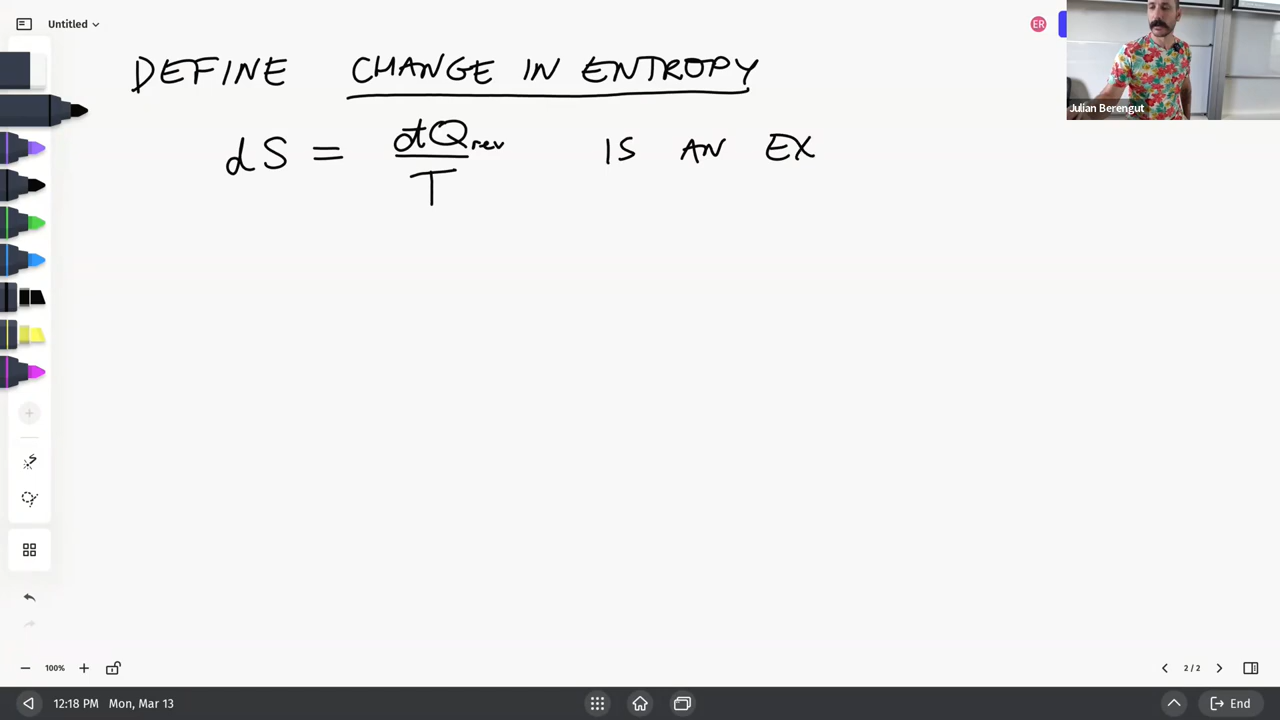 Untitled
ER
DEFINE CHANGE IN ENTROPY
Julian Berengut
dS = đQrev / T IS AN EX
100%
2 / 2
12:18 PM Mon, Mar 13
End